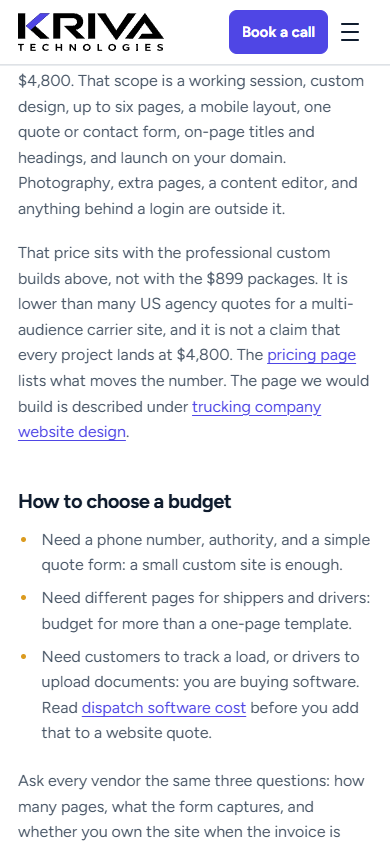 KRIVA
TECHNOLOGIES
Book a call
$4,800. That scope is a working session, custom
design, up to six pages, a mobile layout, one
quote or contact form, on-page titles and
headings, and launch on your domain.
Photography, extra pages, a content editor, and
anything behind a login are outside it.
That price sits with the professional custom
builds above, not with the $899 packages. It is
lower than many US agency quotes for a multi-
audience carrier site, and it is not a claim that
every project lands at $4,800. The pricing page
lists what moves the number. The page we would
build is described under trucking company
website design.
How to choose a budget
• Need a phone number, authority, and a simple
quote form: a small custom site is enough.
• Need different pages for shippers and drivers:
budget for more than a one-page template.
• Need customers to track a load, or drivers to
upload documents: you are buying software.
Read dispatch software cost before you add
that to a website quote.
Ask every vendor the same three questions: how
many pages, what the form captures, and
whether you own the site when the invoice is